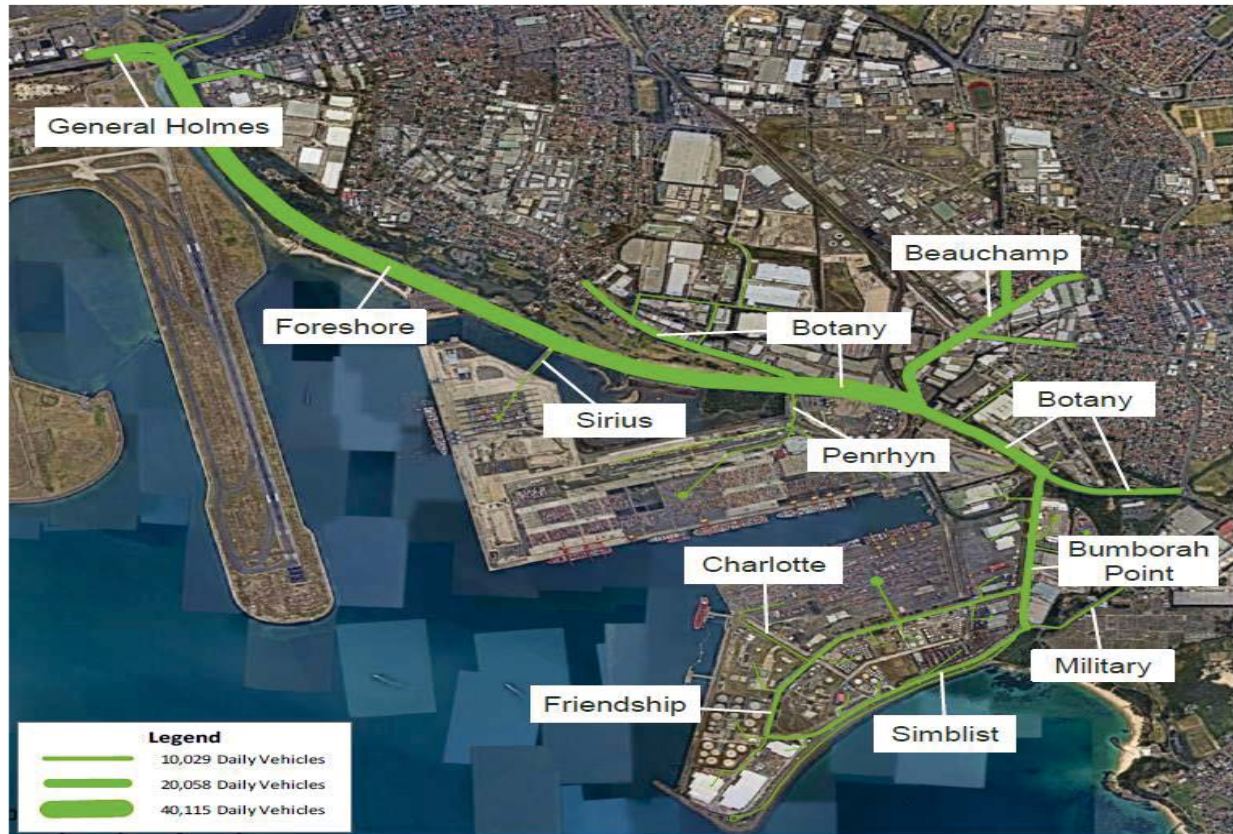 General Holmes
Beauchamp
Foreshore
Botany
Botany
Sirius
Penrhyn
Charlotte
Bumborah
Point
Military
Friendship
Simblist
Legend
10,029 Daily Vehicles
20,058 Daily Vehicles
40,115 Daily Vehicles